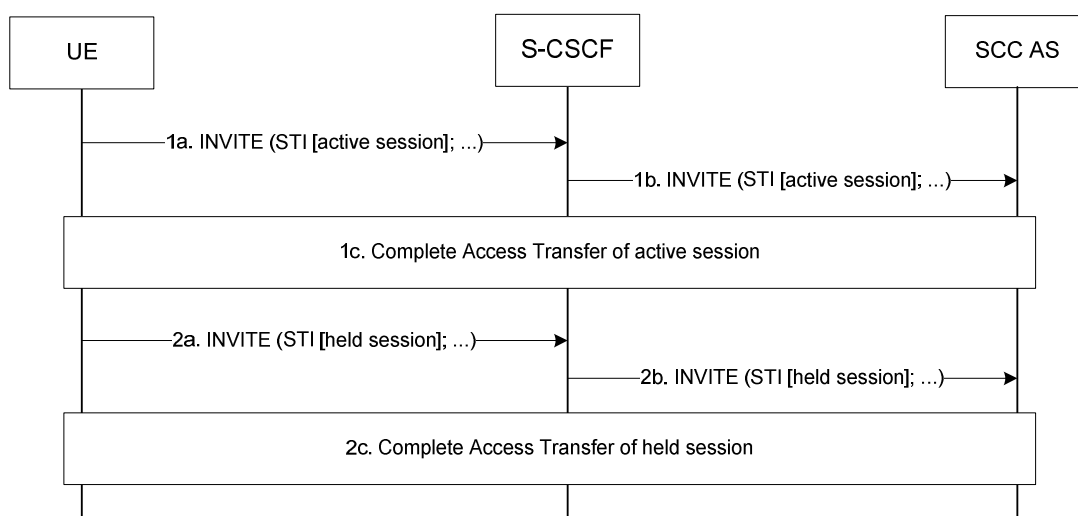 UE
S-CSCF
SCC AS
1a. INVITE (STI [active session]; ...)
1b. INVITE (STI [active session]; ...)
1c. Complete Access Transfer of active session
2a. INVITE (STI [held session]; ...)
2b. INVITE (STI [held session]; ...)
2c. Complete Access Transfer of held session